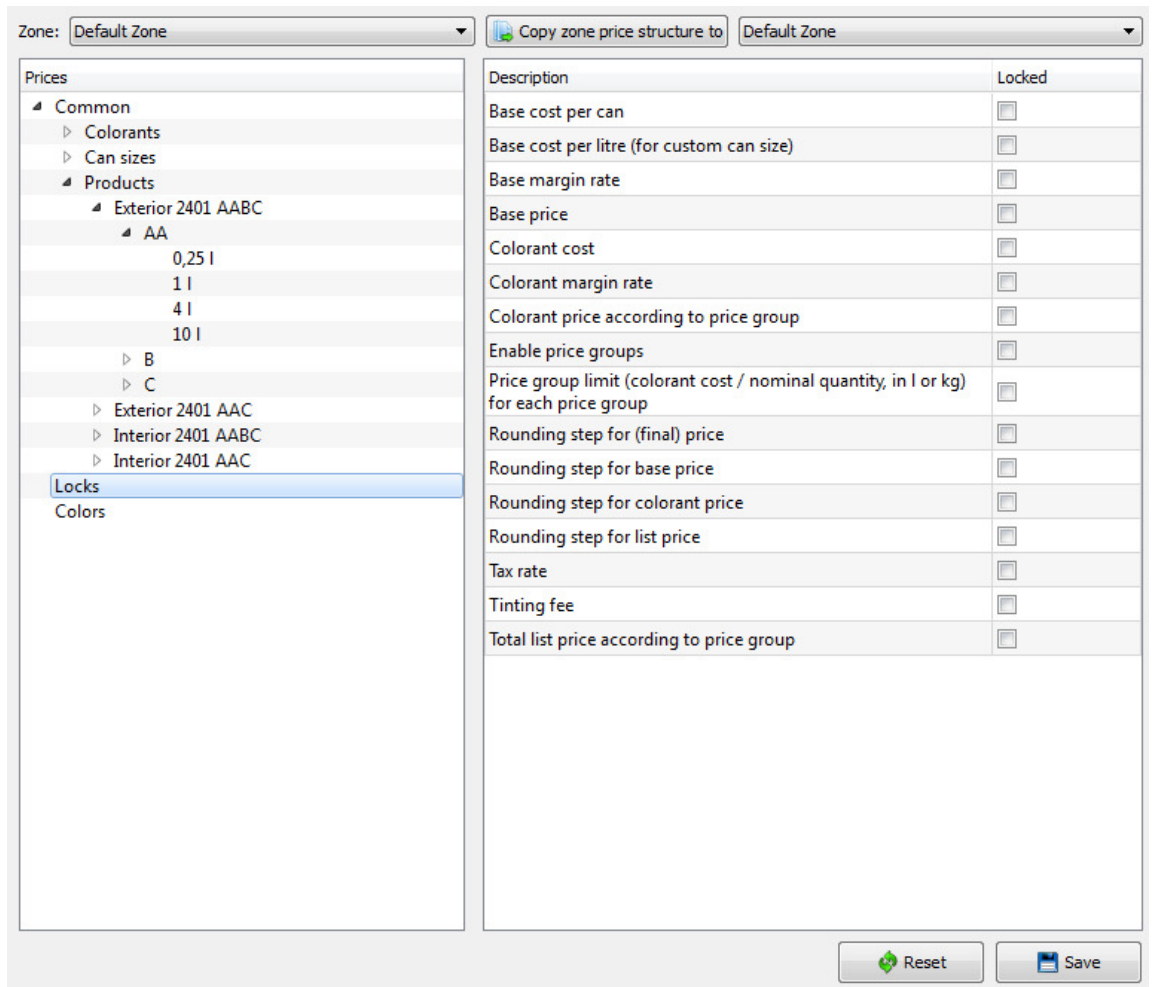 Zone: Default Zone
Copy zone price structure to
Default Zone
Prices
Common
Colorants
Can sizes
Products
Exterior 2401 AABC
AA
0,25 l
1 l
4 l
10 l
B
C
Exterior 2401 AAC
Interior 2401 AABC
Interior 2401 AAC
Locks
Colors
Description Locked
Base cost per can
Base cost per litre (for custom can size)
Base margin rate
Base price
Colorant cost
Colorant margin rate
Colorant price according to price group
Enable price groups
Price group limit (colorant cost / nominal quantity, in l or kg)
for each price group
Rounding step for (final) price
Rounding step for base price
Rounding step for colorant price
Rounding step for list price
Tax rate
Tinting fee
Total list price according to price group
Reset
Save